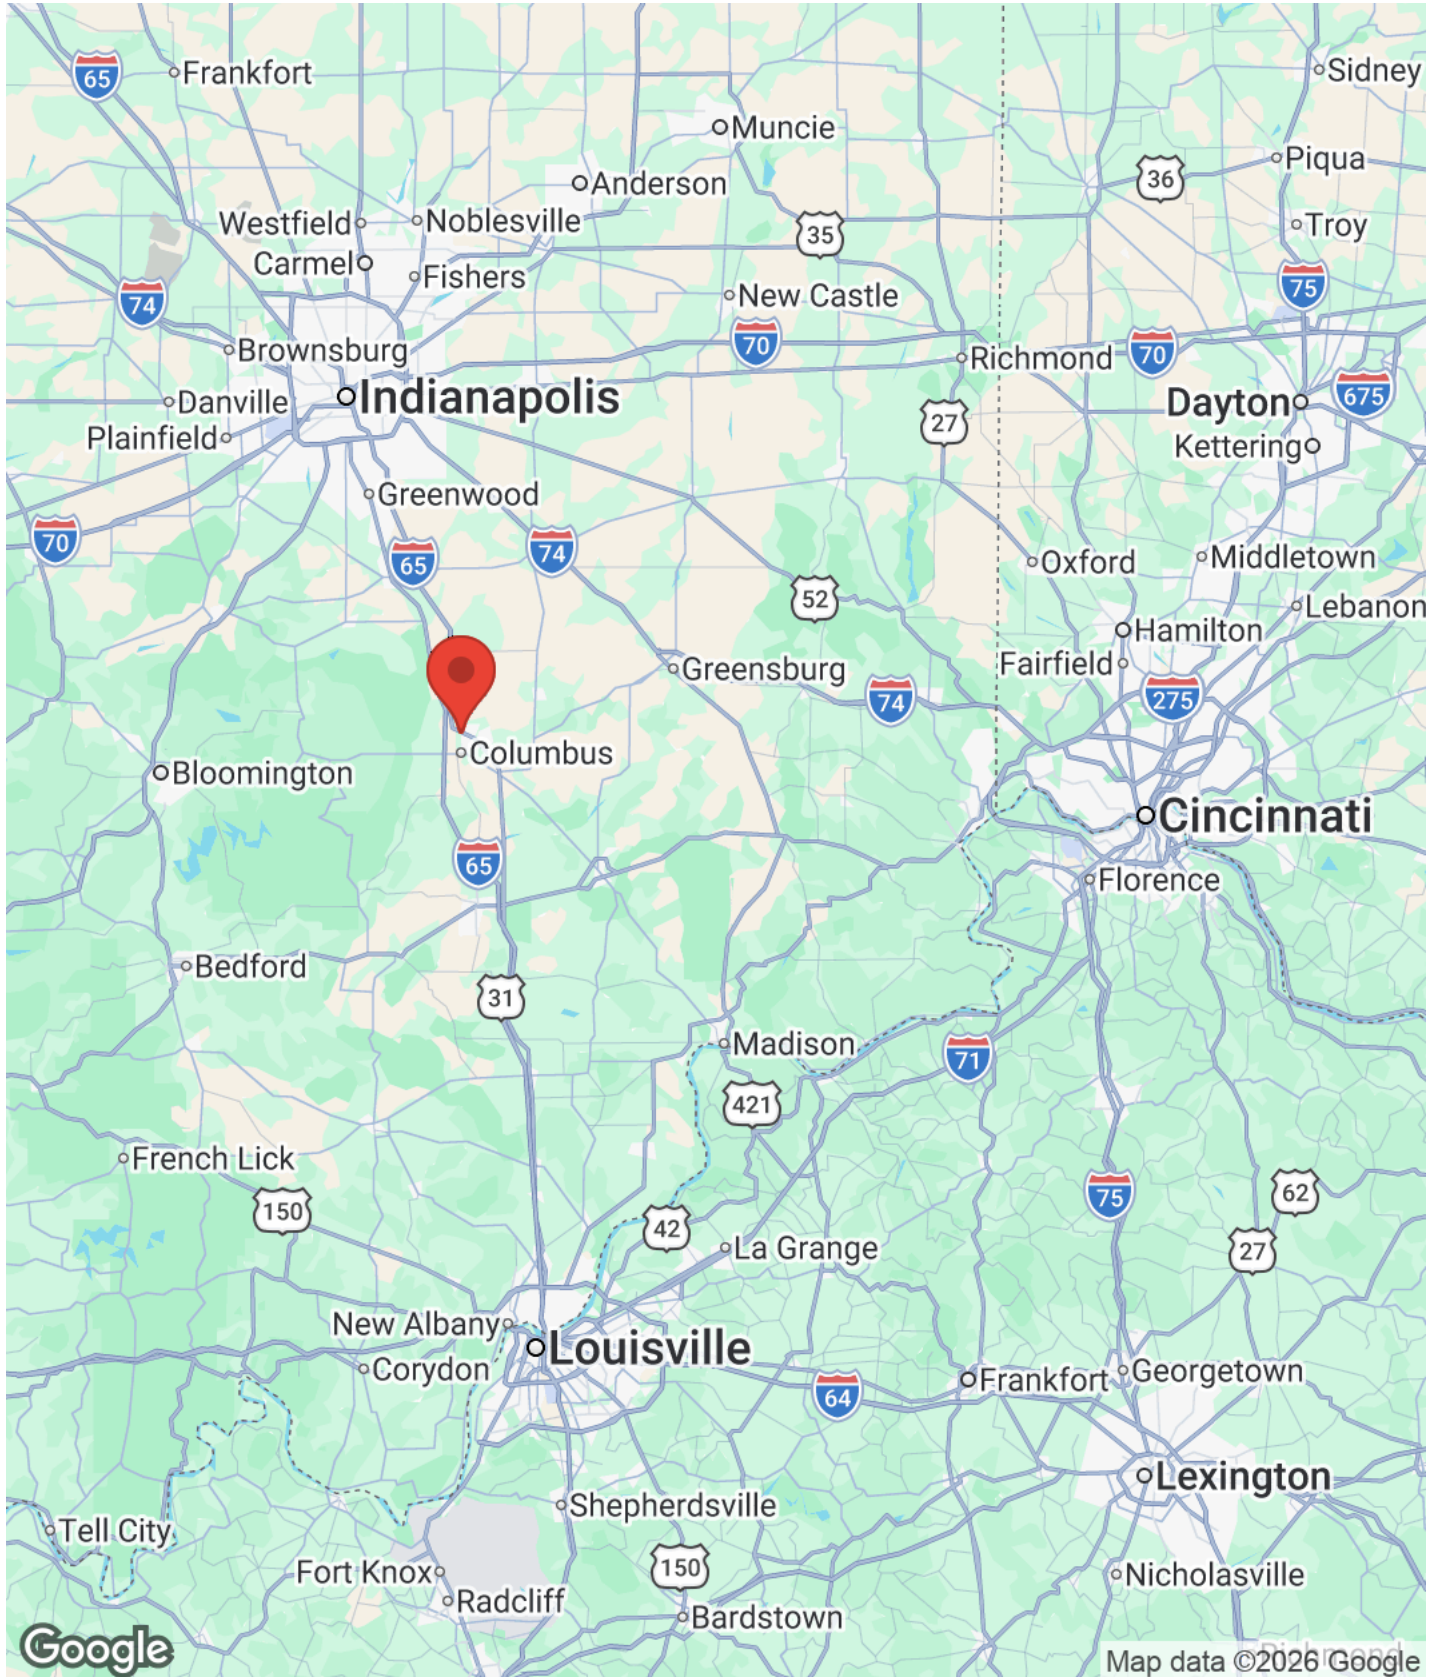 65
Frankfort
Sidney
Muncie
Piqua
36
Anderson
Westfield
Noblesville
35
Troy
Carmel
Fishers
75
74
New Castle
70
Brownsburg
Richmond
70
Danville
Indianapolis
27
Dayton
675
Plainfield
Kettering
Greenwood
70
65
74
Oxford
Middletown
52
Lebanon
Hamilton
Greensburg
Fairfield
74
275
Columbus
Bloomington
Cincinnati
65
Florence
Bedford
31
Madison
71
421
French Lick
150
75
62
42
La Grange
27
New Albany
Louisville
Corydon
Frankfort
Georgetown
64
Lexington
Shepherdsville
Tell City
Fort Knox
150
Nicholasville
Radcliff
Bardstown
Richmond
Google
Map data ©2026 Google